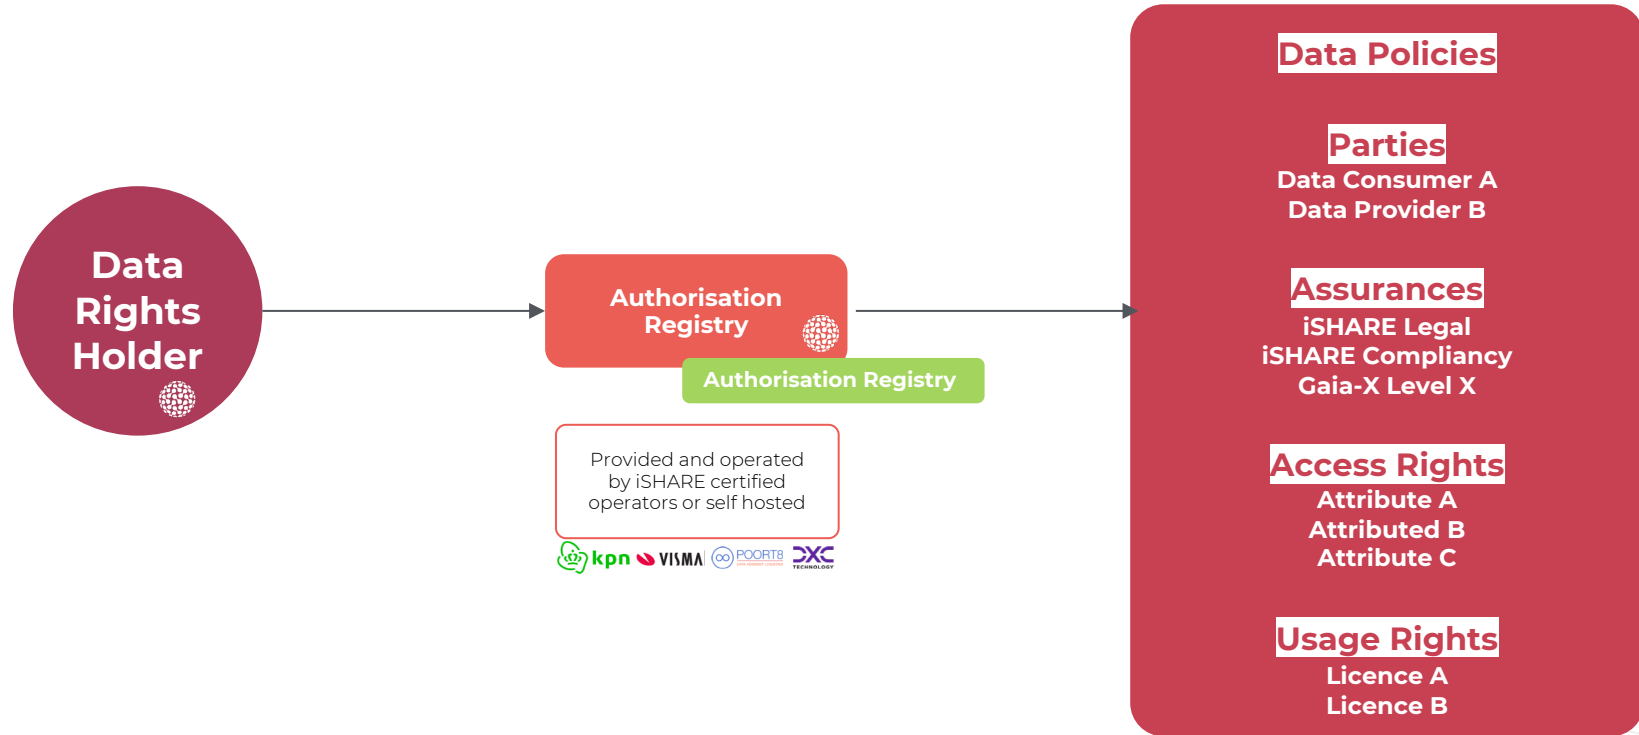 Data
Rights
Holder
Authorisation
Registry
Authorisation Registry
Provided and operated
by iSHARE certified
operators or self hosted
kpn
VISMA
POORT8
DXC
TECHNOLOGY
Data Policies
Parties
Data Consumer A
Data Provider B
Assurances
iSHARE Legal
iSHARE Compliancy
Gaia-X Level X
Access Rights
Attribute A
Attributed B
Attribute C
Usage Rights
Licence A
Licence B